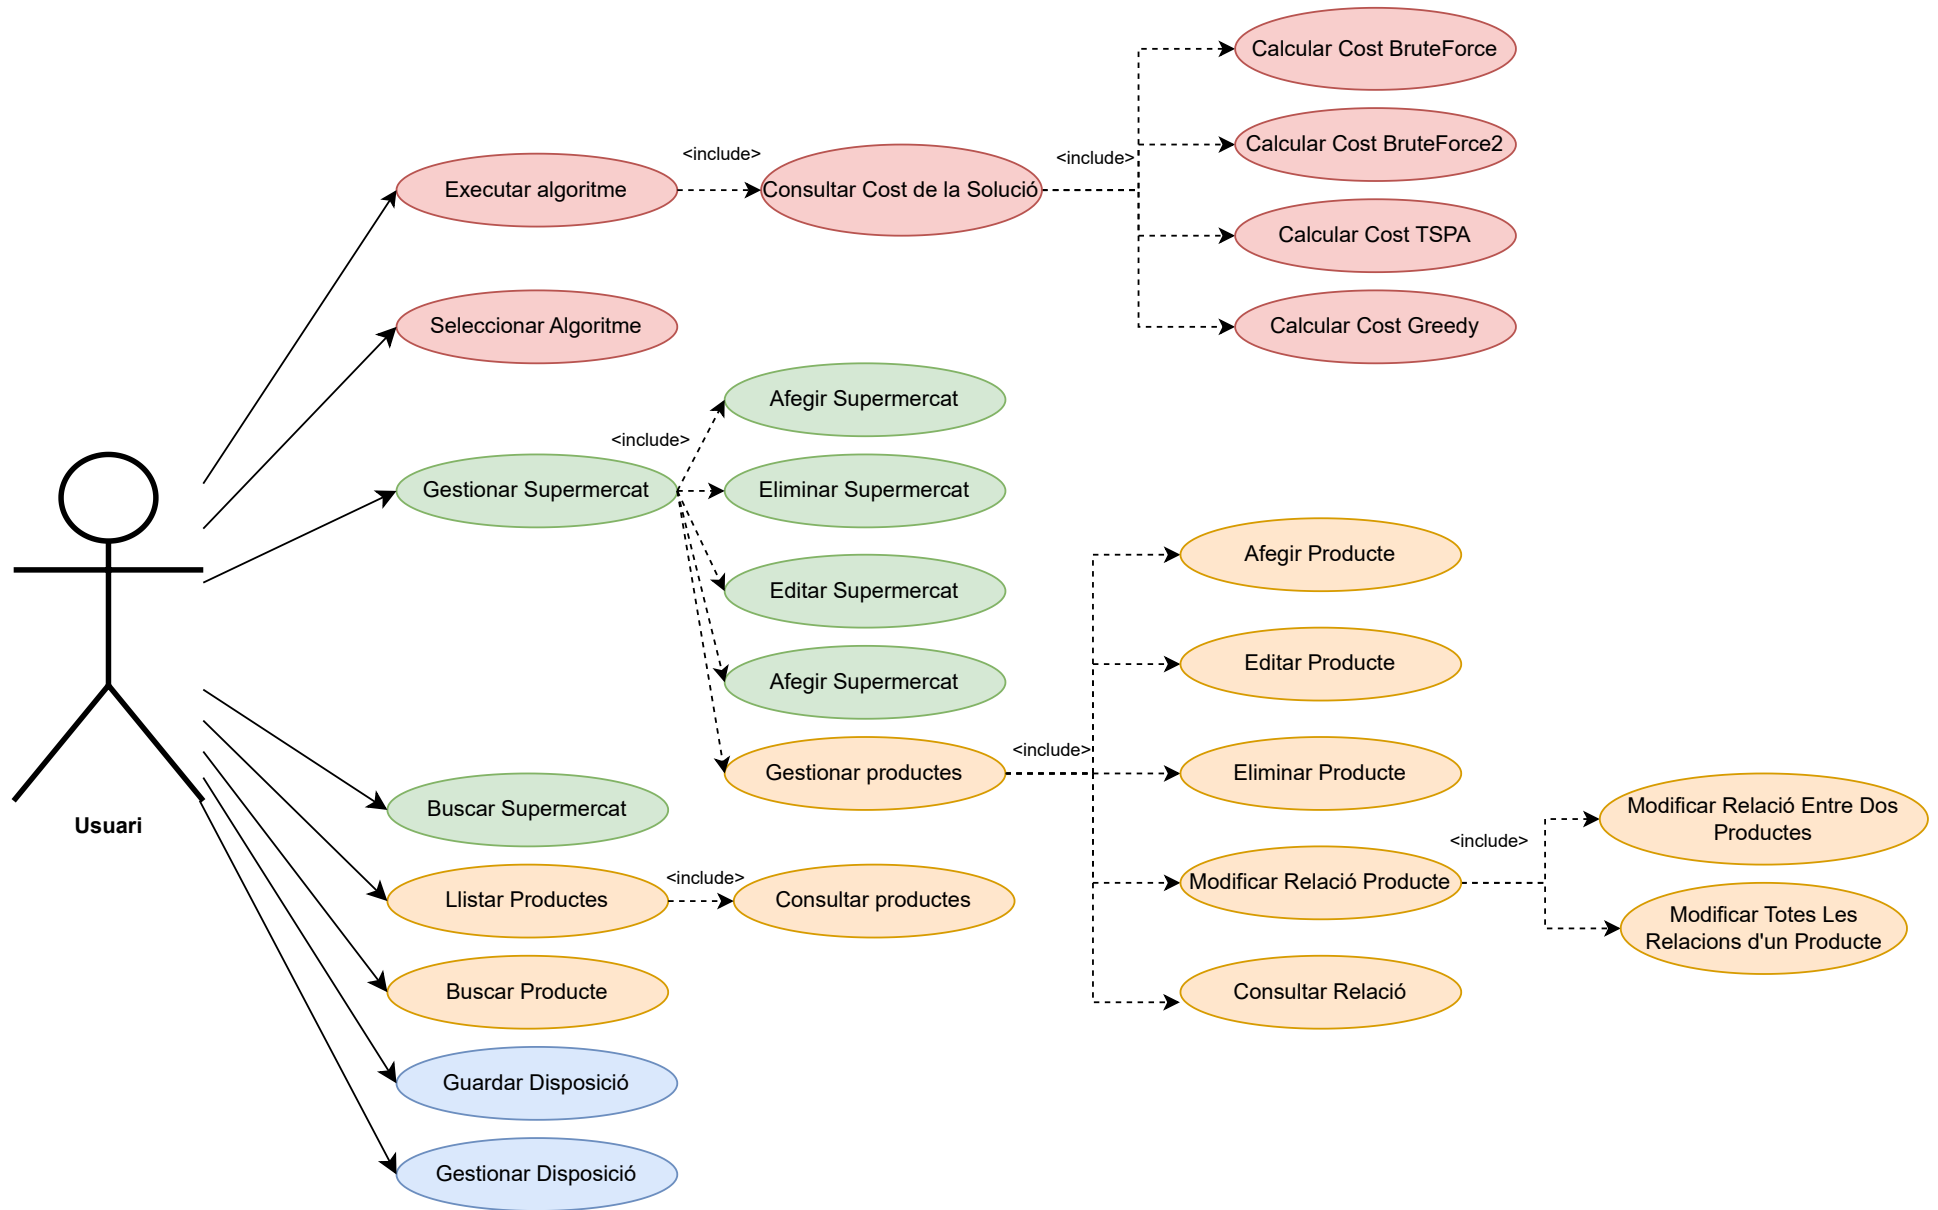 Calcular Cost BruteForce
Calcular Cost BruteForce2
<include>
<include>
Executar algoritme
Consultar Cost de la Solució
Calcular Cost TSPA
Seleccionar Algoritme
Calcular Cost Greedy
Afegir Supermercat
<include>
Gestionar Supermercat
Eliminar Supermercat
Afegir Producte
Editar Supermercat
Editar Producte
Afegir Supermercat
<include>
Gestionar productes
Eliminar Producte
Usuari
Buscar Supermercat
Modificar Relació Entre Dos
Productes
<include>
<include>
Llistar Productes
Consultar productes
Modificar Relació Producte
Modificar Totes Les
Relacions d'un Producte
Buscar Producte
Consultar Relació
Guardar Disposició
Gestionar Disposició